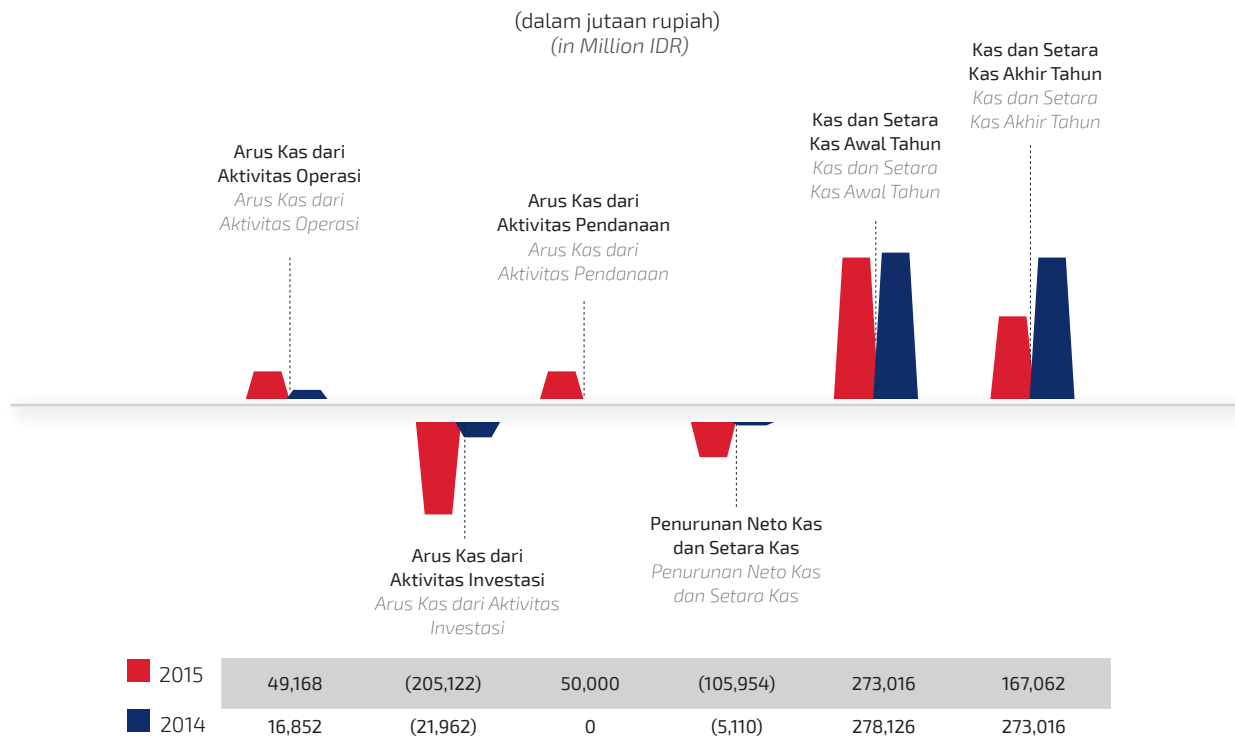 (dalam jutaan rupiah)
(in Million IDR)
Arus Kas dari
Aktivitas Operasi
Arus Kas dari
Aktivitas Operasi
Arus Kas dari
Aktivitas Investasi
Arus Kas dari Aktivitas
Investasi
Arus Kas dari
Aktivitas Pendanaan
Arus Kas dari
Aktivitas Pendanaan
Penurunan Neto Kas
dan Setara Kas
Penurunan Neto Kas
dan Setara Kas
Kas dan Setara
Kas Awal Tahun
Kas dan Setara
Kas Awal Tahun
Kas dan Setara
Kas Akhir Tahun
Kas dan Setara
Kas Akhir Tahun
2015 49,168 (205,122) 50,000 (105,954) 273,016 167,062
2014 16,852 (21,962) 0 (5,110) 278,126 273,016